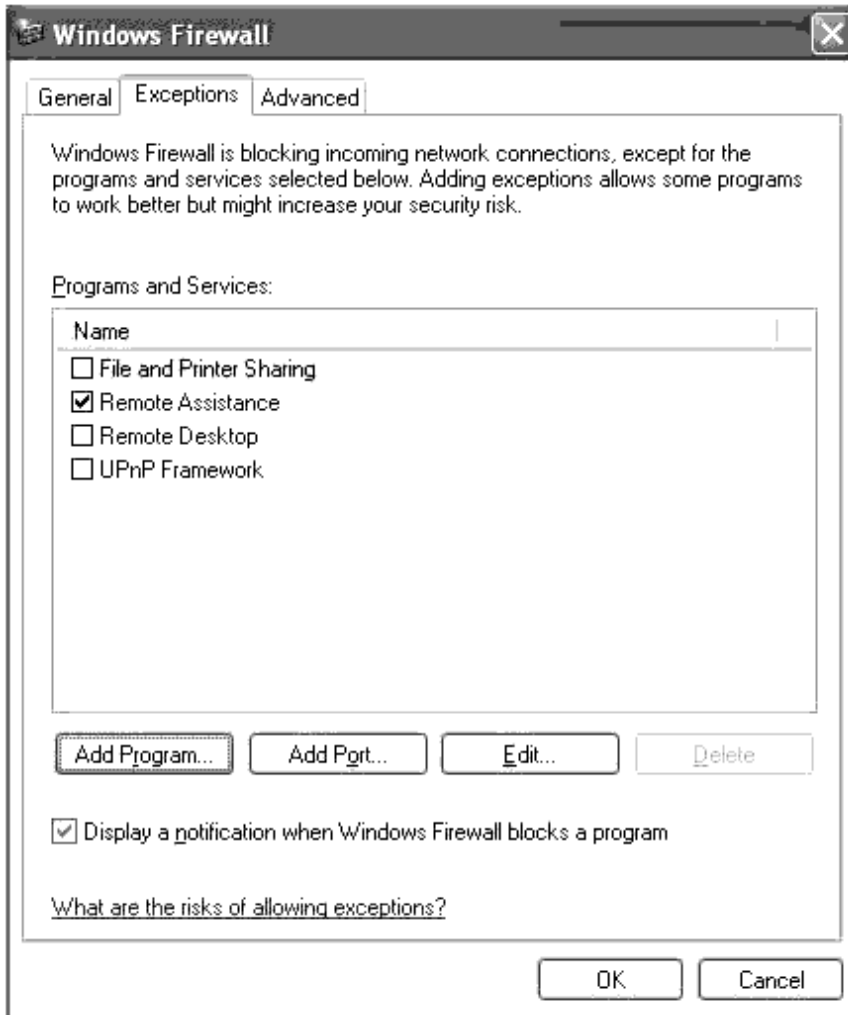 Windows Firewall
General Exceptions Advanced
Windows Firewall is blocking incoming network connections, except for the
programs and services selected below. Adding exceptions allows some programs
to work better but might increase your security risk.
Programs and Services:
Name
File and Printer Sharing
Remote Assistance
Remote Desktop
UPnP Framework
Add Program... Add Port... Edit... Delete
Display a notification when Windows Firewall blocks a program
What are the risks of allowing exceptions?
OK Cancel